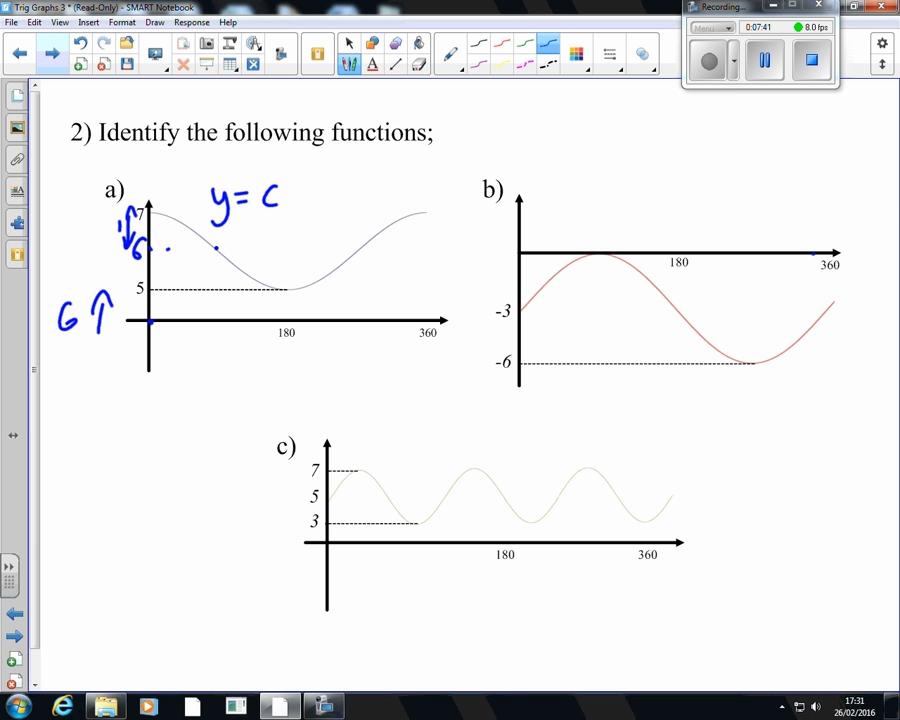 Trig Graphs 3 * (Read-Only) - SMART Notebook
Recording...
File Edit View Insert Format Draw Response Help
Menu 0:07:41 8.0 fps
2) Identify the following functions;
a)
y = c
7
1
6
5
6
180
360
b)
180
360
-3
-6
c)
7
5
3
180
360
17:31
26/02/2016